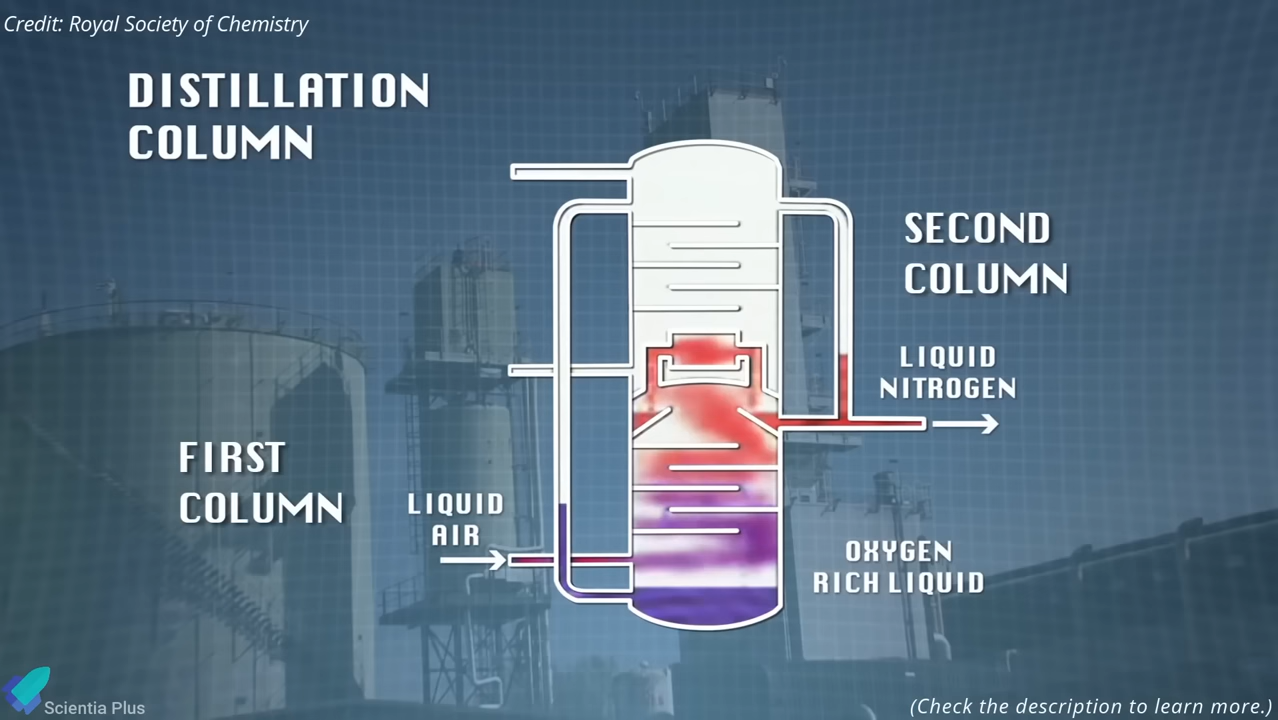 Credit: Royal Society of Chemistry
DISTILLATION
COLUMN
SECOND
COLUMN
LIQUID
NITROGEN
FIRST
COLUMN
LIQUID
AIR
OXYGEN
RICH LIQUID
Scientia Plus
(Check the description to learn more.)